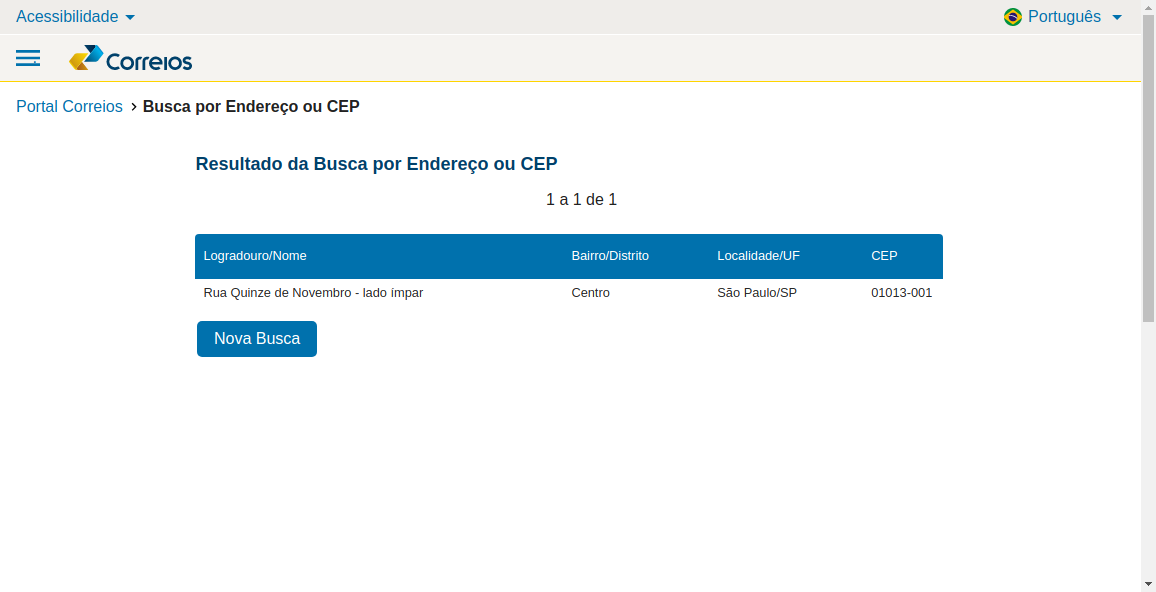 Acessibilidade
Português
Correios
Portal Correios › Busca por Endereço ou CEP
Resultado da Busca por Endereço ou CEP
1 a 1 de 1
Logradouro/Nome Bairro/Distrito Localidade/UF CEP
Rua Quinze de Novembro - lado ímpar Centro São Paulo/SP 01013-001
Nova Busca